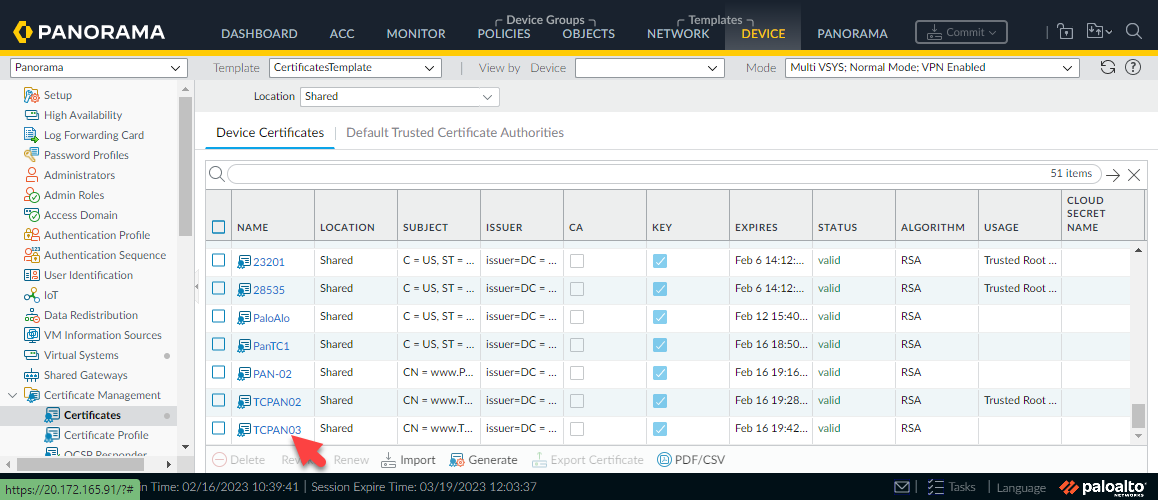 PANORAMA
Device Groups
Templates
DASHBOARD ACC MONITOR POLICIES OBJECTS NETWORK DEVICE PANORAMA Commit
Panorama
Template CertificatesTemplate View by Device Mode Multi VSYS; Normal Mode; VPN Enabled
Location Shared
Setup
High Availability
Log Forwarding Card
Password Profiles
Administrators
Admin Roles
Access Domain
Authentication Profile
Authentication Sequence
User Identification
IoT
Data Redistribution
VM Information Sources
Virtual Systems
Shared Gateways
Certificate Management
Certificates
Certificate Profile
OCSP Responder
Device Certificates Default Trusted Certificate Authorities
51 items
NAME LOCATION SUBJECT ISSUER CA KEY EXPIRES STATUS ALGORITHM USAGE CLOUD SECRET NAME
23201 Shared C = US, ST = ... issuer=DC = ... Feb 6 14:12:... valid RSA Trusted Root ...
28535 Shared C = US, ST = ... issuer=DC = ... Feb 6 14:12:... valid RSA Trusted Root ...
PaloAlo Shared C = US, ST = ... issuer=DC = ... Feb 12 15:40... valid RSA
PanTC1 Shared C = US, ST = ... issuer=DC = ... Feb 16 18:50... valid RSA
PAN-02 Shared CN = www.P... issuer=DC = ... Feb 16 19:16... valid RSA
TCPAN02 Shared CN = www.T... issuer=DC = ... Feb 16 19:28... valid RSA Trusted Root ...
TCPAN03 Shared CN = www.T... issuer=DC = ... Feb 16 19:42... valid RSA
Delete Renew Import Generate Export Certificate PDF/CSV
https://20.172.165.91/?# Time: 02/16/2023 10:39:41 | Session Expire Time: 03/19/2023 12:03:37 Tasks Language paloalto
NETWORKS